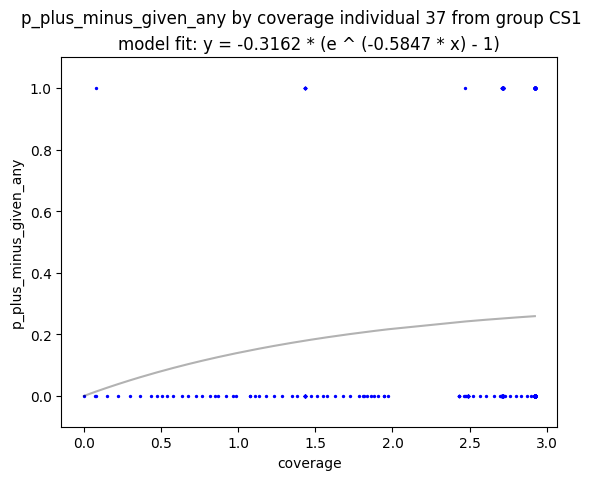 p_plus_minus_given_any by coverage individual 37 from group CS1
model fit: y = -0.3162 * (e ^ (-0.5847 * x) - 1)
1.0
0.8
0.6
0.4
0.2
0.0
p_plus_minus_given_any
0.0 0.5 1.0 1.5 2.0 2.5 3.0
coverage